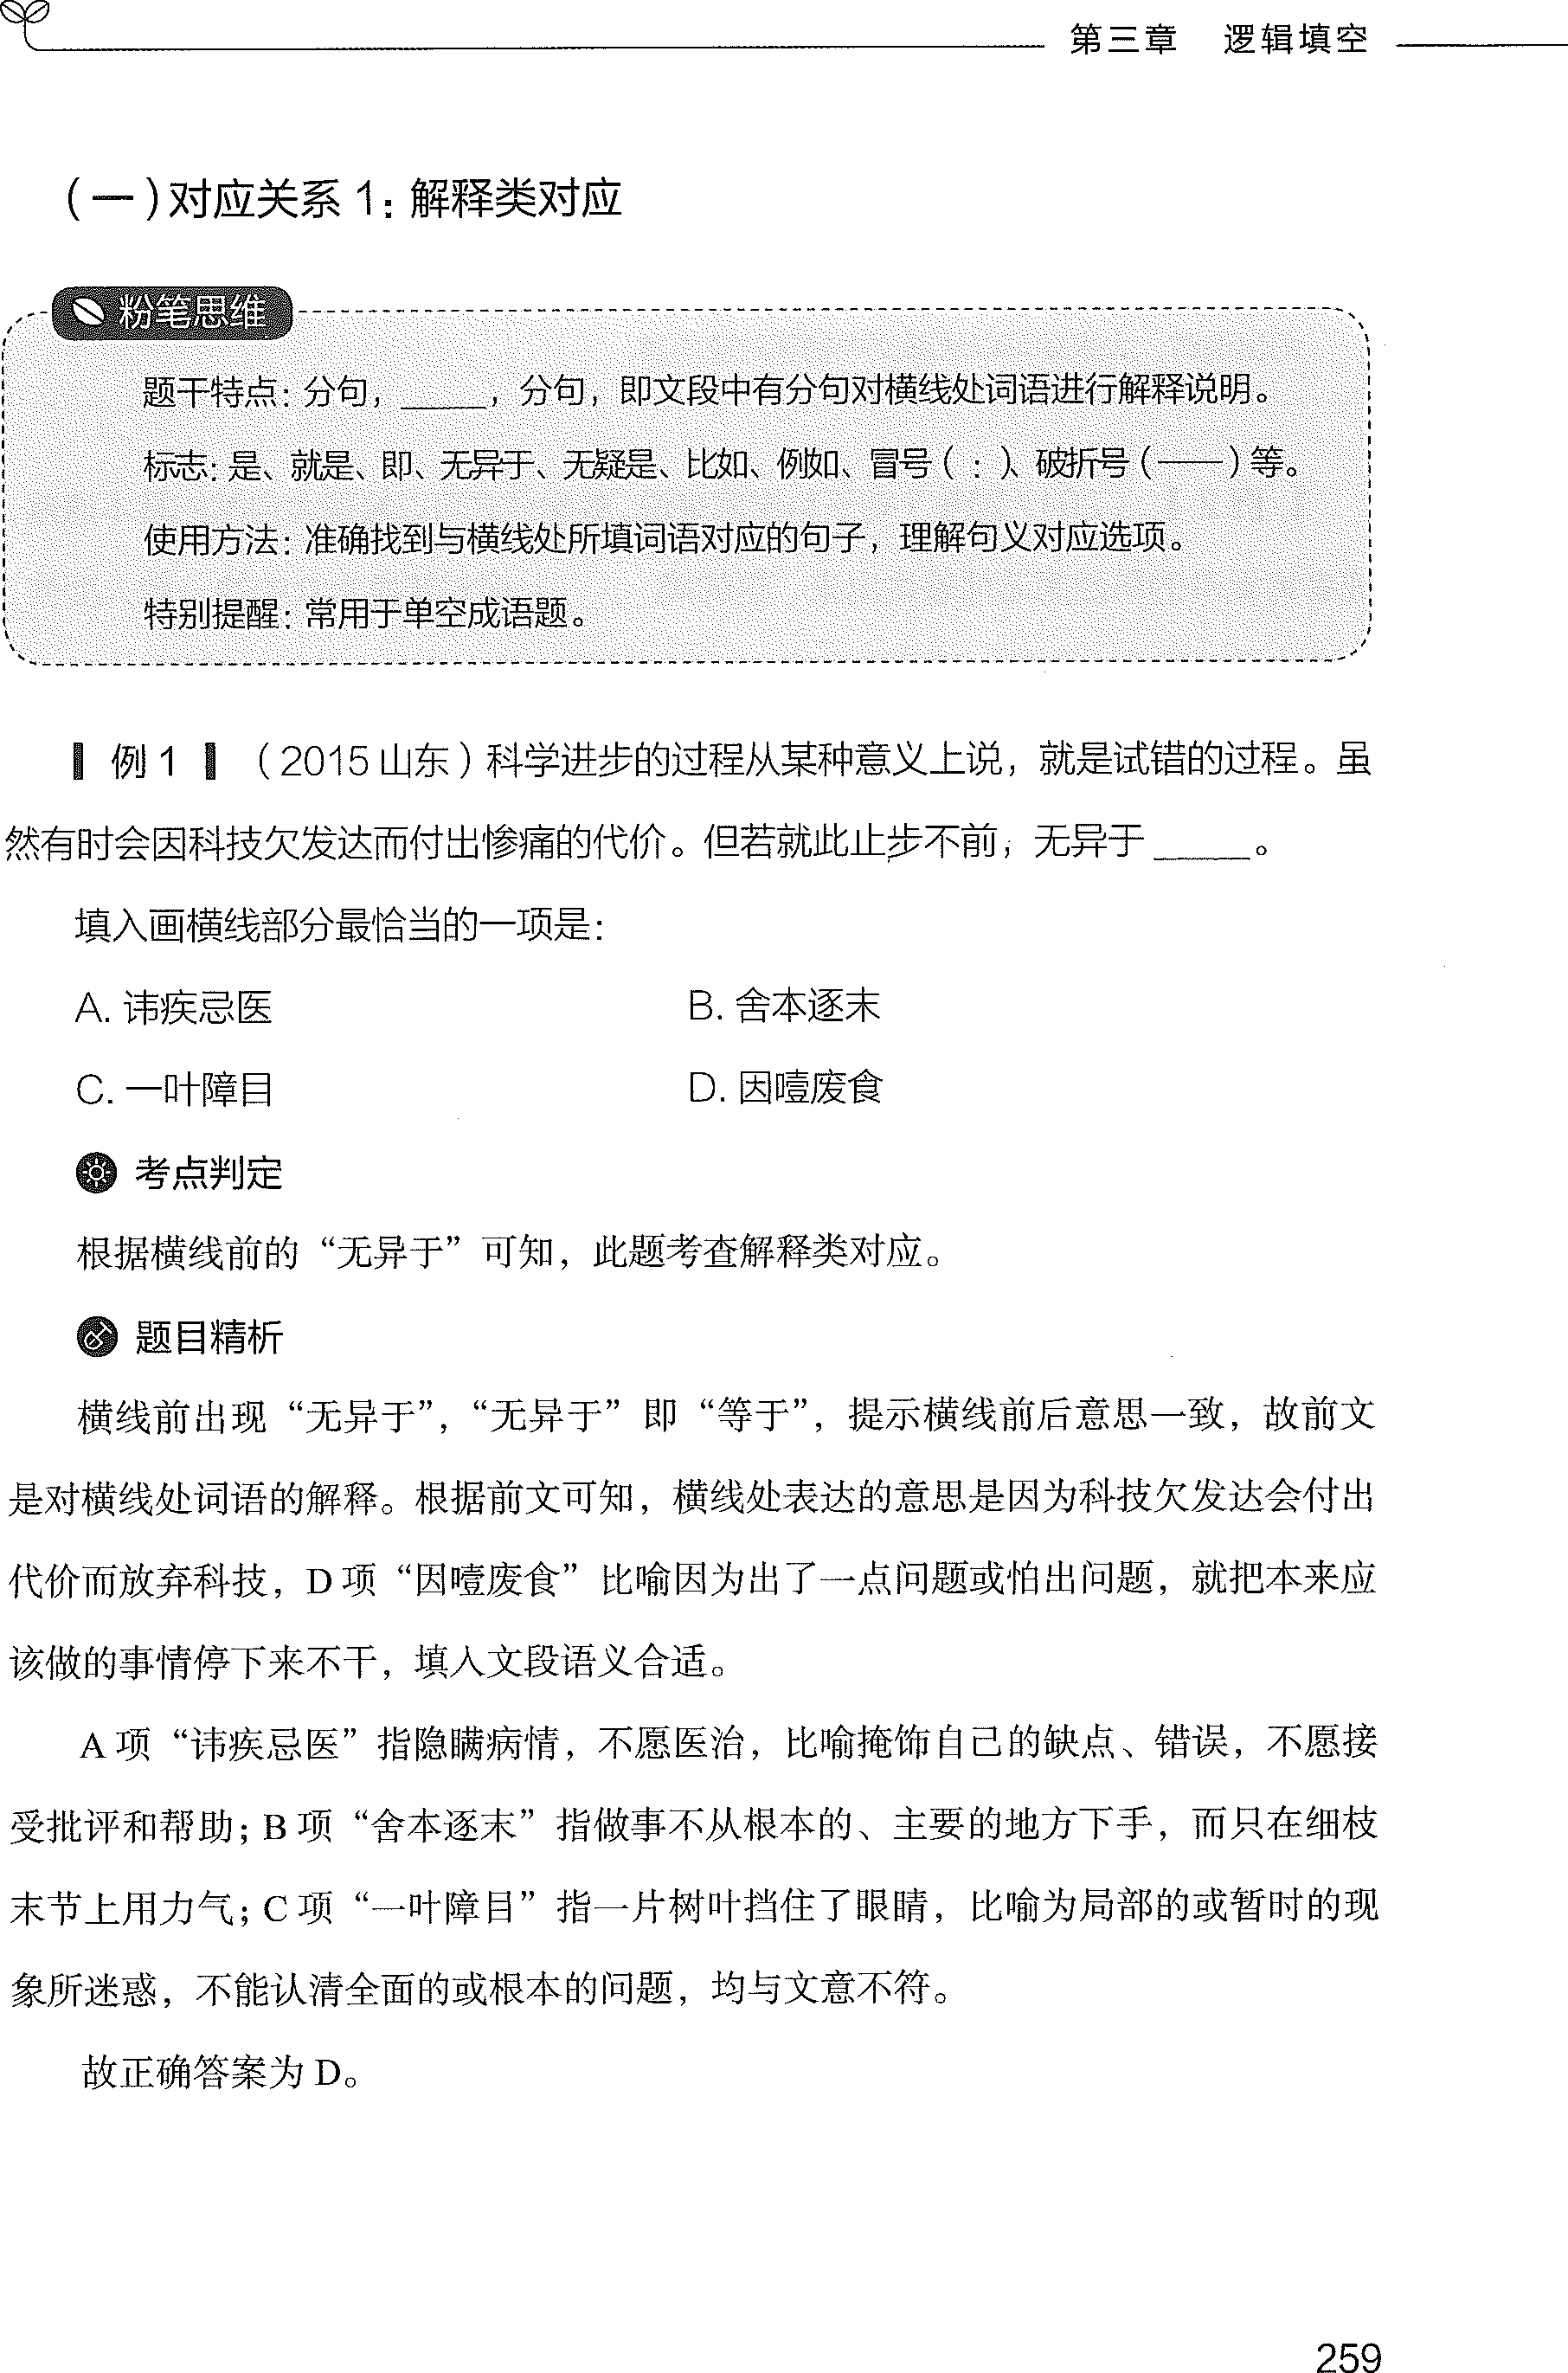 第三章 逻辑填空
(一)对应关系 1:解释类对应
粉笔思维
题干特点:分句,_____,分句,即文段中有分句对横线处词语进行解释说明。
标志:是、就是、即、无异于、无疑是、比如、例如、冒号(:)、破折号(——)等。
使用方法:准确找到与横线处所填词语对应的句子,理解句义对应选项。
特别提醒:常用于单空成语题。
例 1 (2015 山东)科学进步的过程从某种意义上说,就是试错的过程。虽
然有时会因科技欠发达而付出惨痛的代价。但若就此止步不前,无异于_____。
填入画横线部分最恰当的一项是:
A. 讳疾忌医 B. 舍本逐末
C. 一叶障目 D. 因噎废食
考点判定
根据横线前的“无异于”可知,此题考查解释类对应。
题目精析
横线前出现“无异于”,“无异于”即“等于”,提示横线前后意思一致,故前文
是对横线处词语的解释。根据前文可知,横线处表达的意思是因为科技欠发达会付出
代价而放弃科技,D 项“因噎废食”比喻因为出了一点问题或怕出问题,就把本来应
该做的事情停下来不干,填入文段语义合适。
A 项“讳疾忌医”指隐瞒病情,不愿医治,比喻掩饰自己的缺点、错误,不愿接
受批评和帮助;B 项“舍本逐末”指做事不从根本的、主要的地方下手,而只在细枝
末节上用力气;C 项“一叶障目”指一片树叶挡住了眼睛,比喻为局部的或暂时的现
象所迷惑,不能认清全面的或根本的问题,均与文意不符。
故正确答案为 D。
259